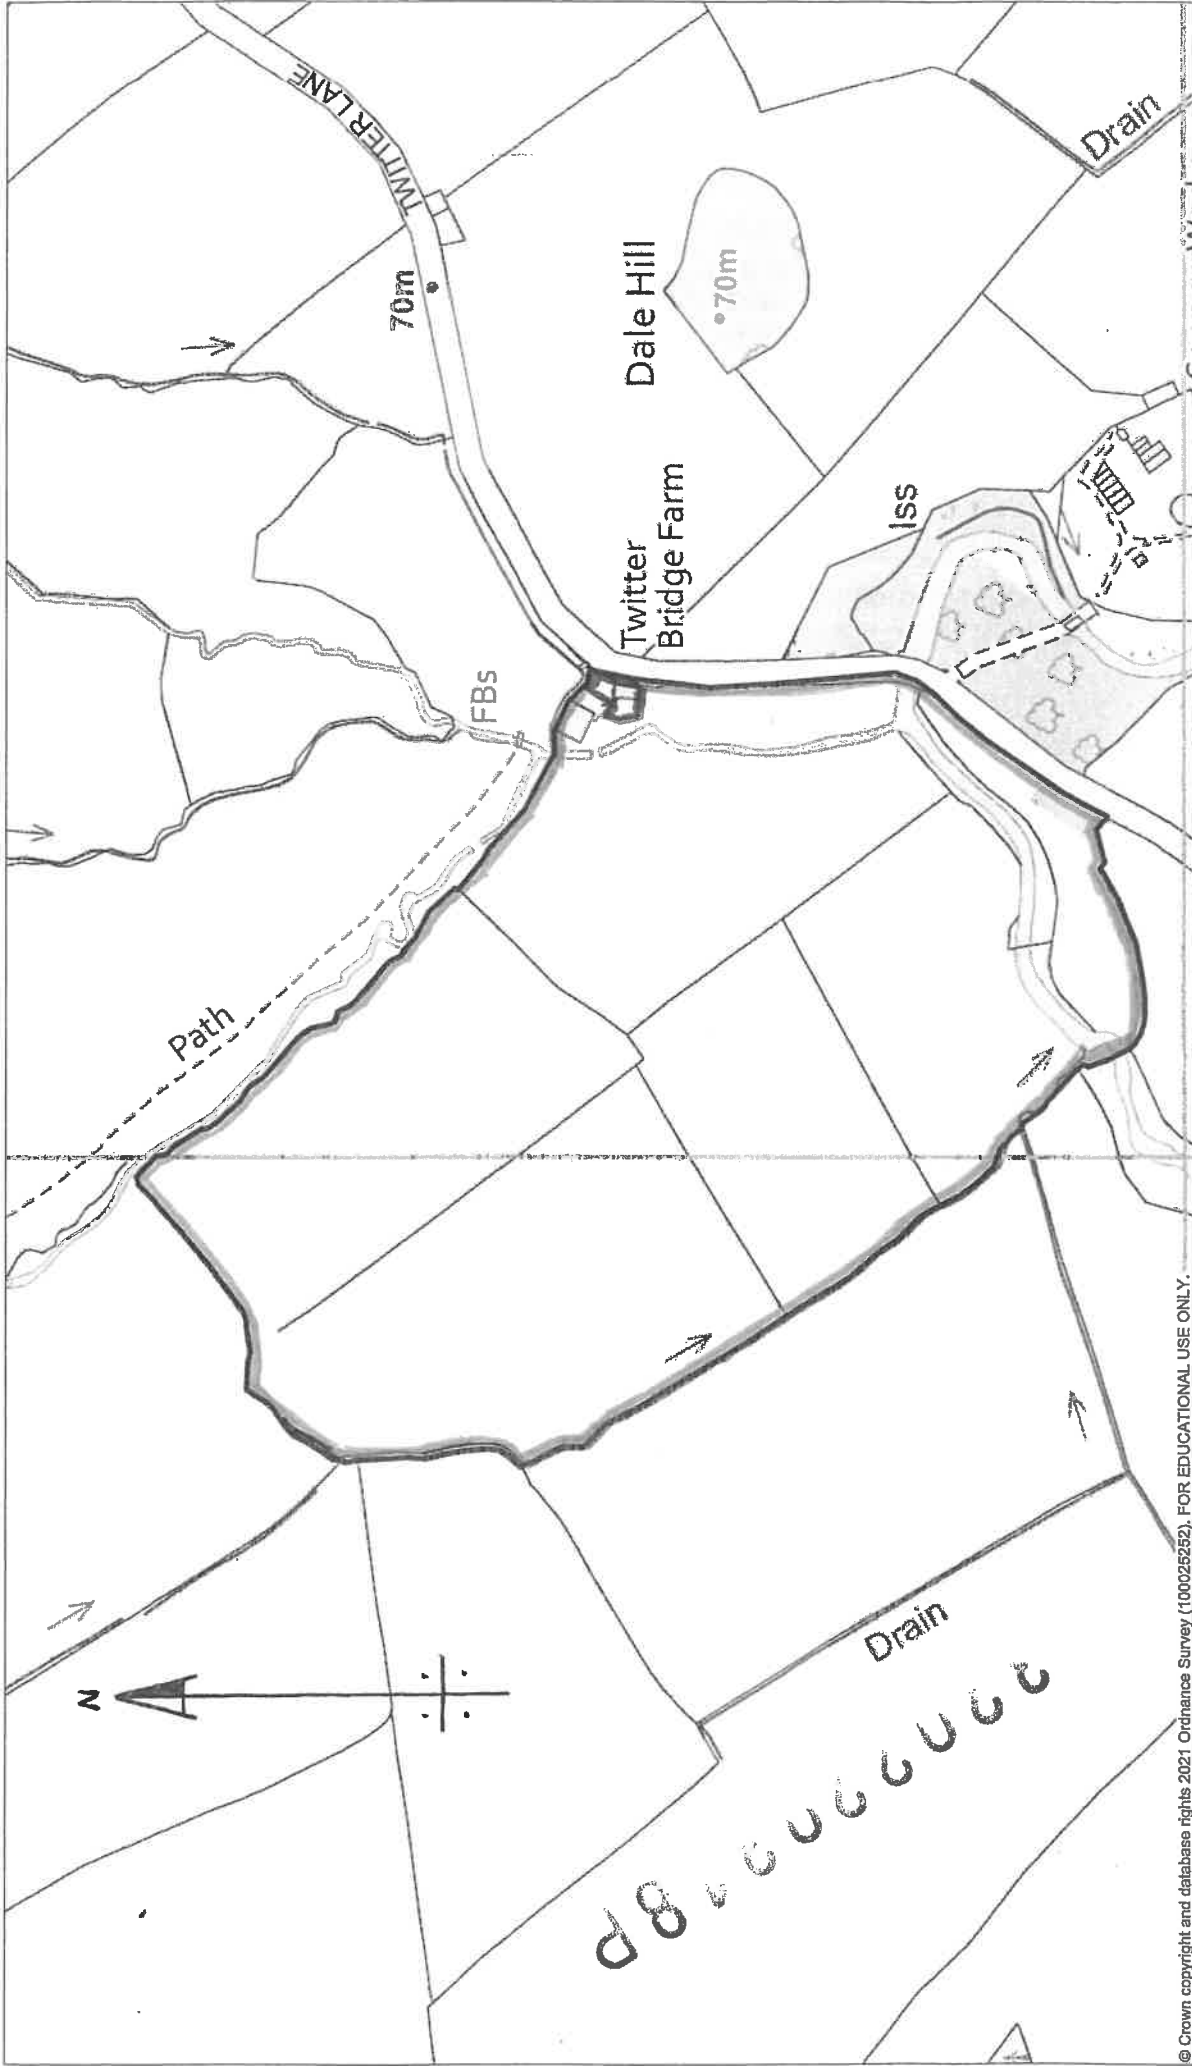 TWITTER LANE
70m
Dale Hill
70m
Drain
Twitter
Bridge Farm
Iss
FBs
Path
N
Drain
© Crown copyright and database rights 2021 Ordnance Survey (100025252). FOR EDUCATIONAL USE ONLY.